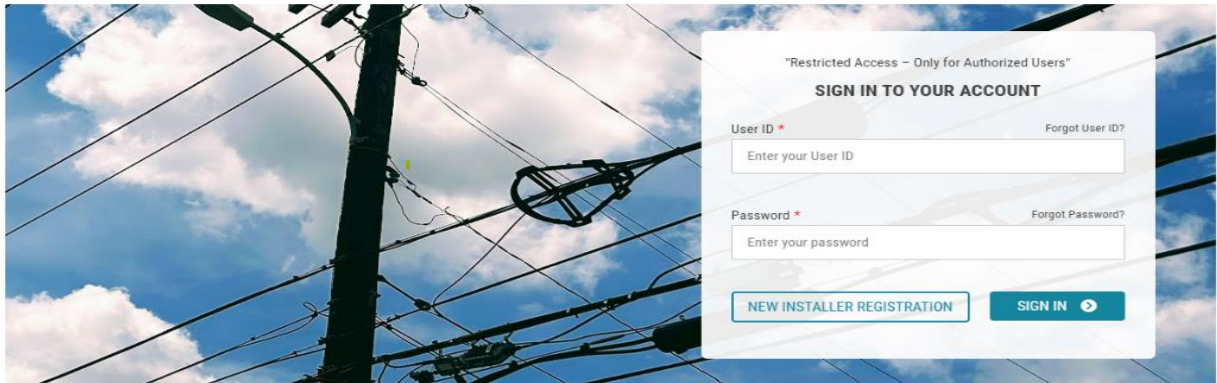 "Restricted Access – Only for Authorized Users"
SIGN IN TO YOUR ACCOUNT
User ID * Forgot User ID?
Enter your User ID
Password * Forgot Password?
Enter your password
NEW INSTALLER REGISTRATION SIGN IN